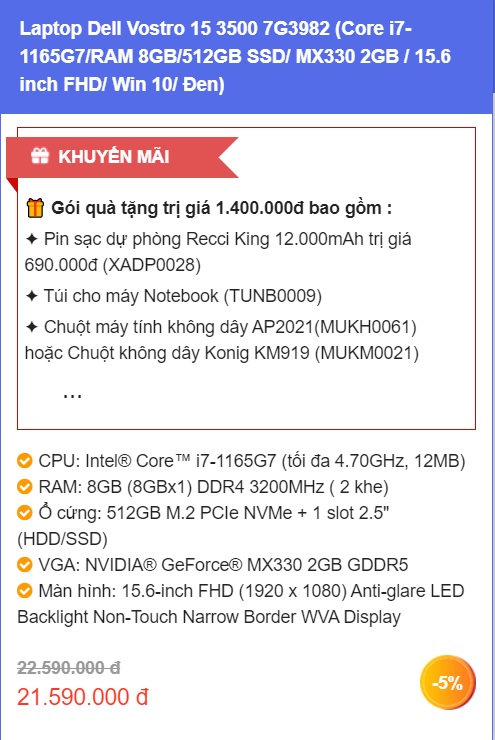 Laptop Dell Vostro 15 3500 7G3982 (Core i7-
1165G7/RAM 8GB/512GB SSD/ MX330 2GB / 15.6
inch FHD/ Win 10/ Đen)
KHUYẾN MÃI
Gói quà tặng trị giá 1.400.000đ bao gồm :
✦ Pin sạc dự phòng Recci King 12.000mAh trị giá
690.000đ (XADP0028)
✦ Túi cho máy Notebook (TUNB0009)
✦ Chuột máy tính không dây AP2021(MUKH0061)
hoặc Chuột không dây Konig KM919 (MUKM0021)
...
CPU: Intel® Core™ i7-1165G7 (tối đa 4.70GHz, 12MB)
RAM: 8GB (8GBx1) DDR4 3200MHz ( 2 khe)
Ổ cứng: 512GB M.2 PCIe NVMe + 1 slot 2.5"
(HDD/SSD)
VGA: NVIDIA® GeForce® MX330 2GB GDDR5
Màn hình: 15.6-inch FHD (1920 x 1080) Anti-glare LED
Backlight Non-Touch Narrow Border WVA Display
22.590.000 đ
21.590.000 đ
-5%